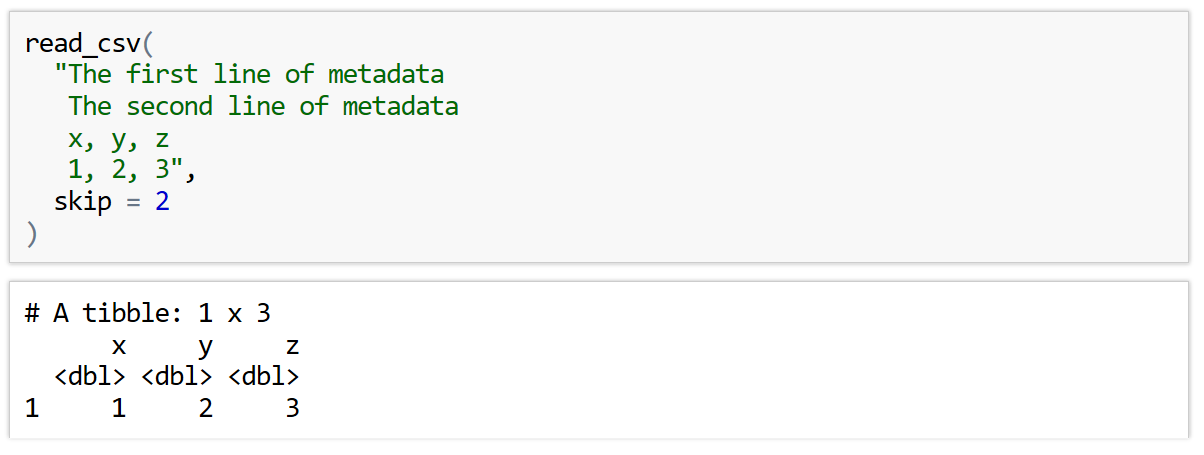 read_csv(
  "The first line of metadata
   The second line of metadata
   x, y, z
   1, 2, 3",
  skip = 2
)
# A tibble: 1 x 3
      x     y     z
  <dbl> <dbl> <dbl>
1     1     2     3